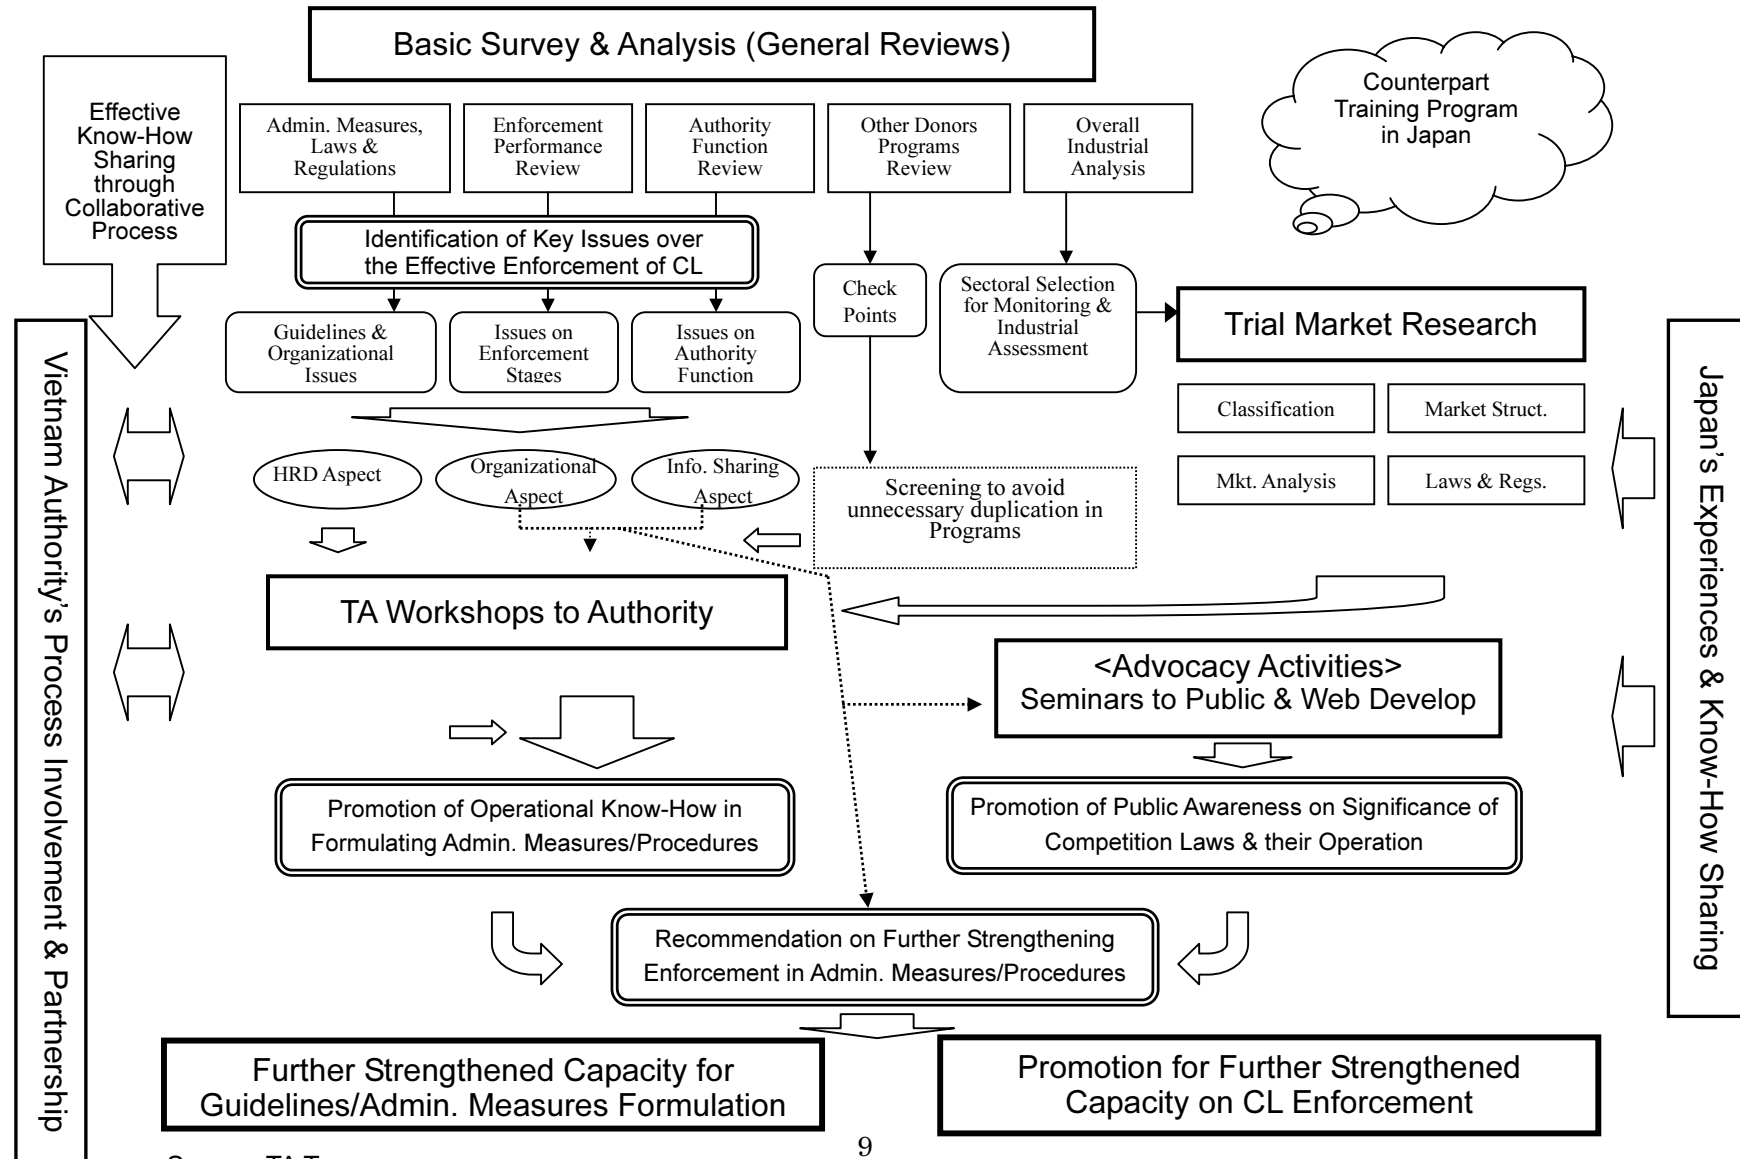 Basic Survey & Analysis (General Reviews)
Counterpart
Training Program
in Japan
Effective
Know-How
Sharing
through
Collaborative
Process
Admin. Measures,
Laws &
Regulations
Enforcement
Performance
Review
Authority
Function
Review
Other Donors
Programs
Review
Overall
Industrial
Analysis
Identification of Key Issues over
the Effective Enforcement of CL
Guidelines &
Organizational
Issues
Issues on
Enforcement
Stages
Issues on
Authority
Function
Check
Points
Sectoral Selection
for Monitoring &
Industrial
Assessment
Trial Market Research
Classification
Market Struct.
Mkt. Analysis
Laws & Regs.
HRD Aspect
Organizational
Aspect
Info. Sharing
Aspect
Screening to avoid
unnecessary duplication in
Programs
Vietnam Authority's Process Involvement & Partnership
Japan's Experiences & Know-How Sharing
TA Workshops to Authority
<Advocacy Activities>
Seminars to Public & Web Develop
Promotion of Operational Know-How in
Formulating Admin. Measures/Procedures
Promotion of Public Awareness on Significance of
Competition Laws & their Operation
Recommendation on Further Strengthening
Enforcement in Admin. Measures/Procedures
Further Strengthened Capacity for
Guidelines/Admin. Measures Formulation
Promotion for Further Strengthened
Capacity on CL Enforcement
9